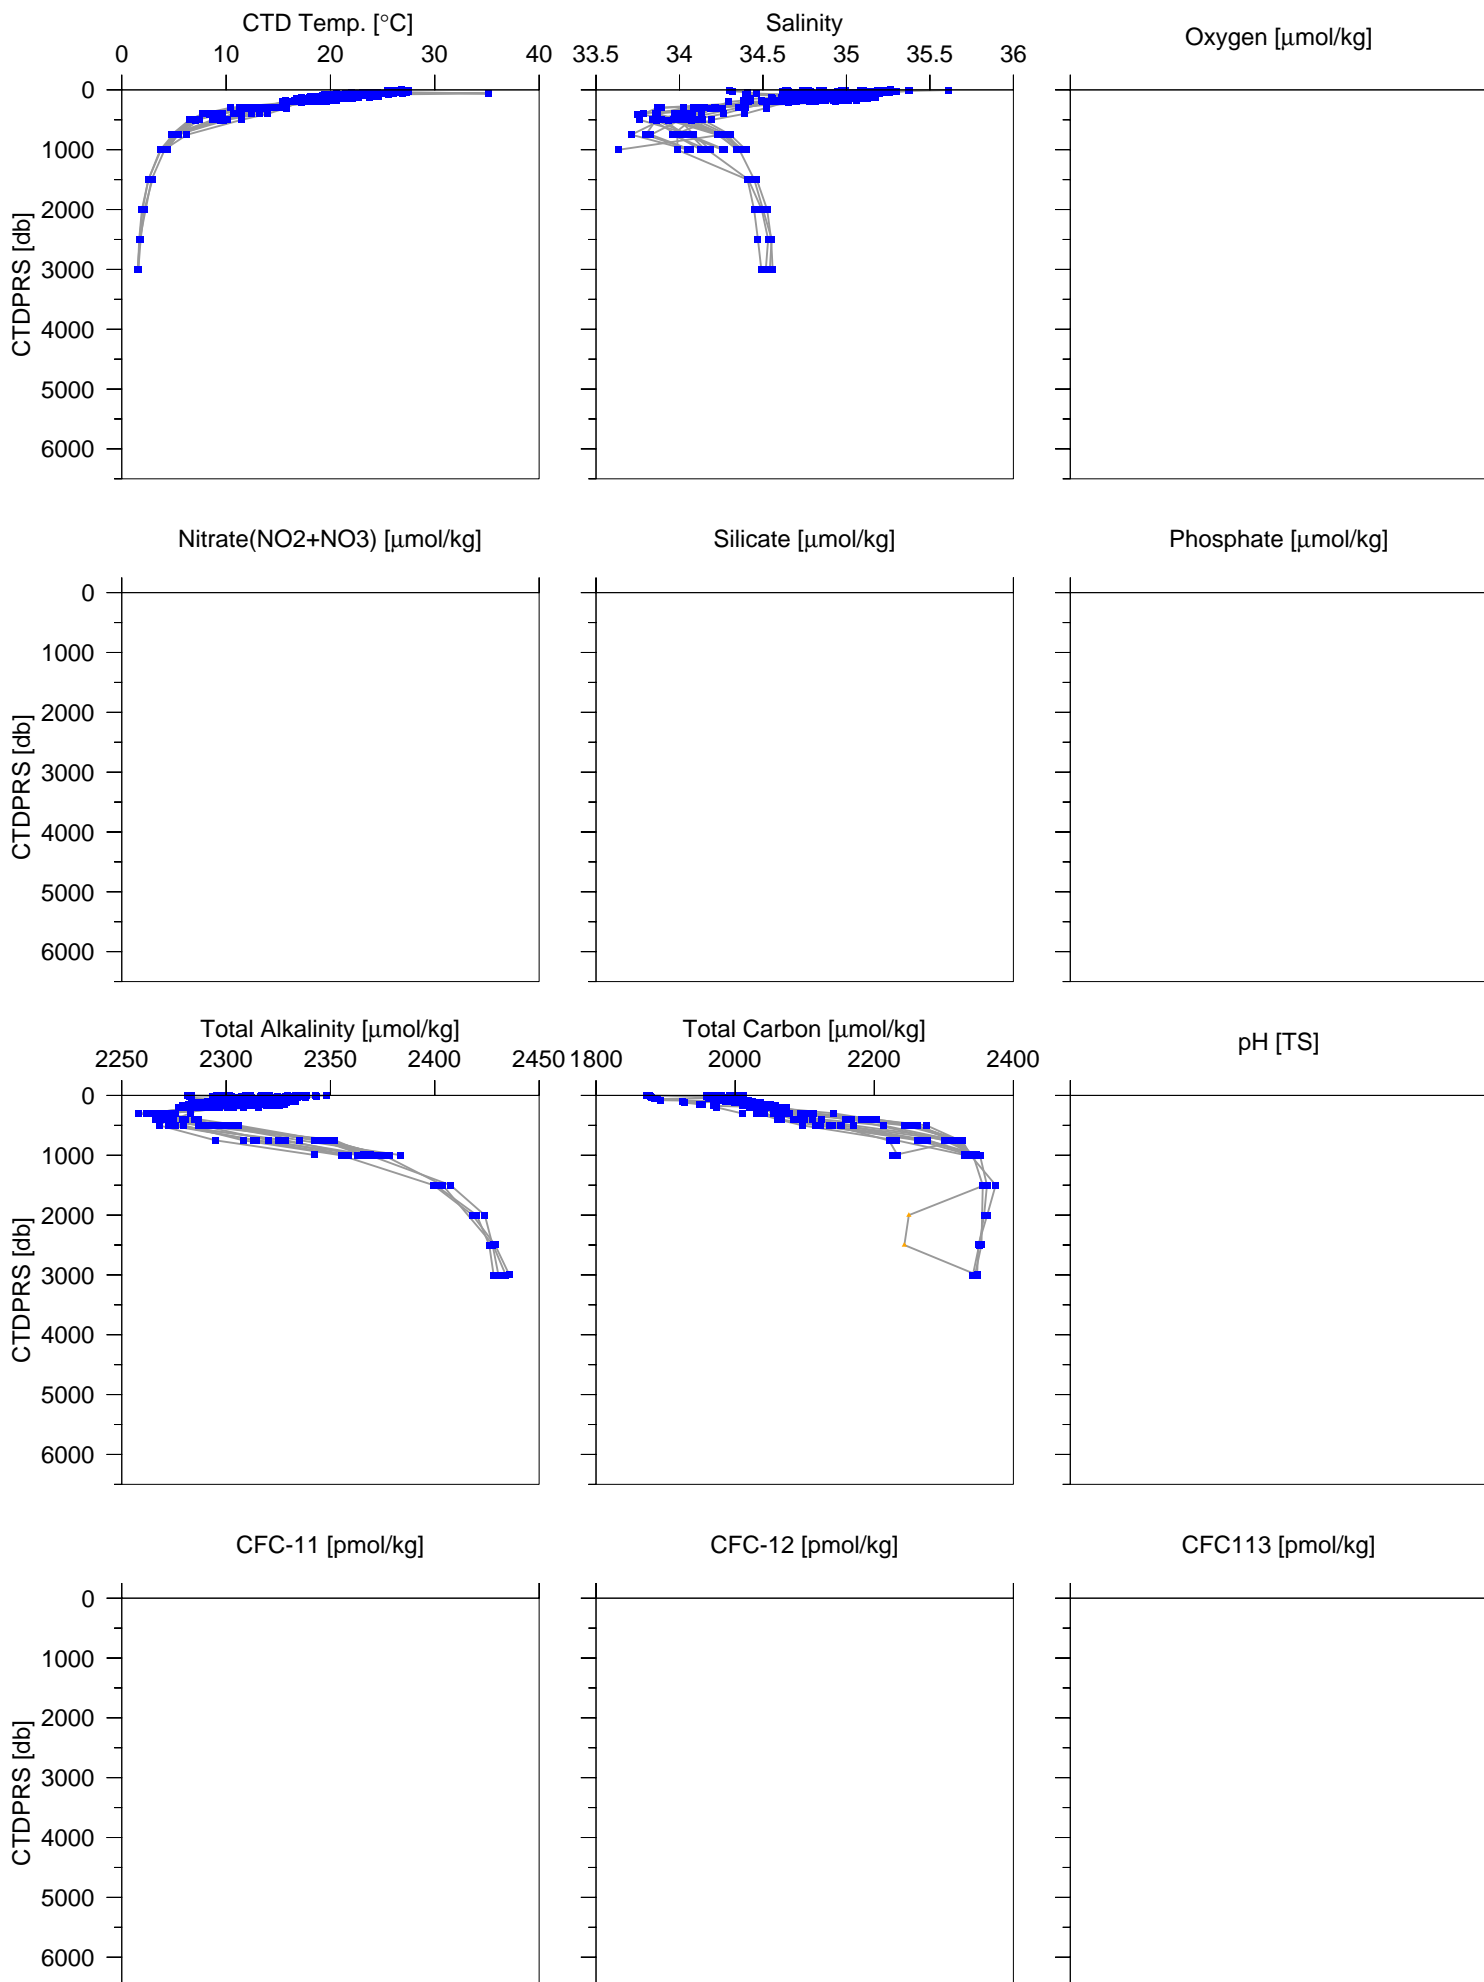 CTD Temp. [°C] Salinity Oxygen [µmol/kg]
0 10 20 30 40 33.5 34 34.5 35 35.5 36
0
1000
2000
3000
4000
5000
6000
CTDPRS [db]
Nitrate(NO2+NO3) [µmol/kg] Silicate [µmol/kg] Phosphate [µmol/kg]
0
1000
2000
3000
4000
5000
6000
CTDPRS [db]
Total Alkalinity [µmol/kg] Total Carbon [µmol/kg] pH [TS]
2250 2300 2350 2400 2450 1800 2000 2200 2400
0
1000
2000
3000
4000
5000
6000
CTDPRS [db]
CFC-11 [pmol/kg] CFC-12 [pmol/kg] CFC113 [pmol/kg]
0
1000
2000
3000
4000
5000
6000
CTDPRS [db]